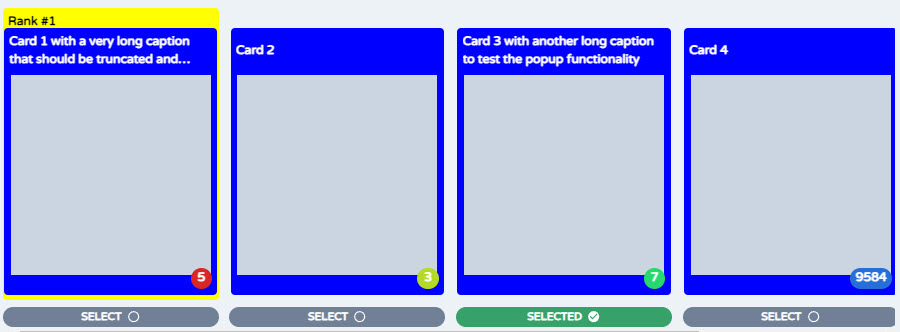 Rank #1
Card 1 with a very long caption
that should be truncated and...
Card 2
Card 3 with another long caption
to test the popup functionality
Card 4
5
3
7
9584
SELECT
SELECT
SELECTED
SELECT